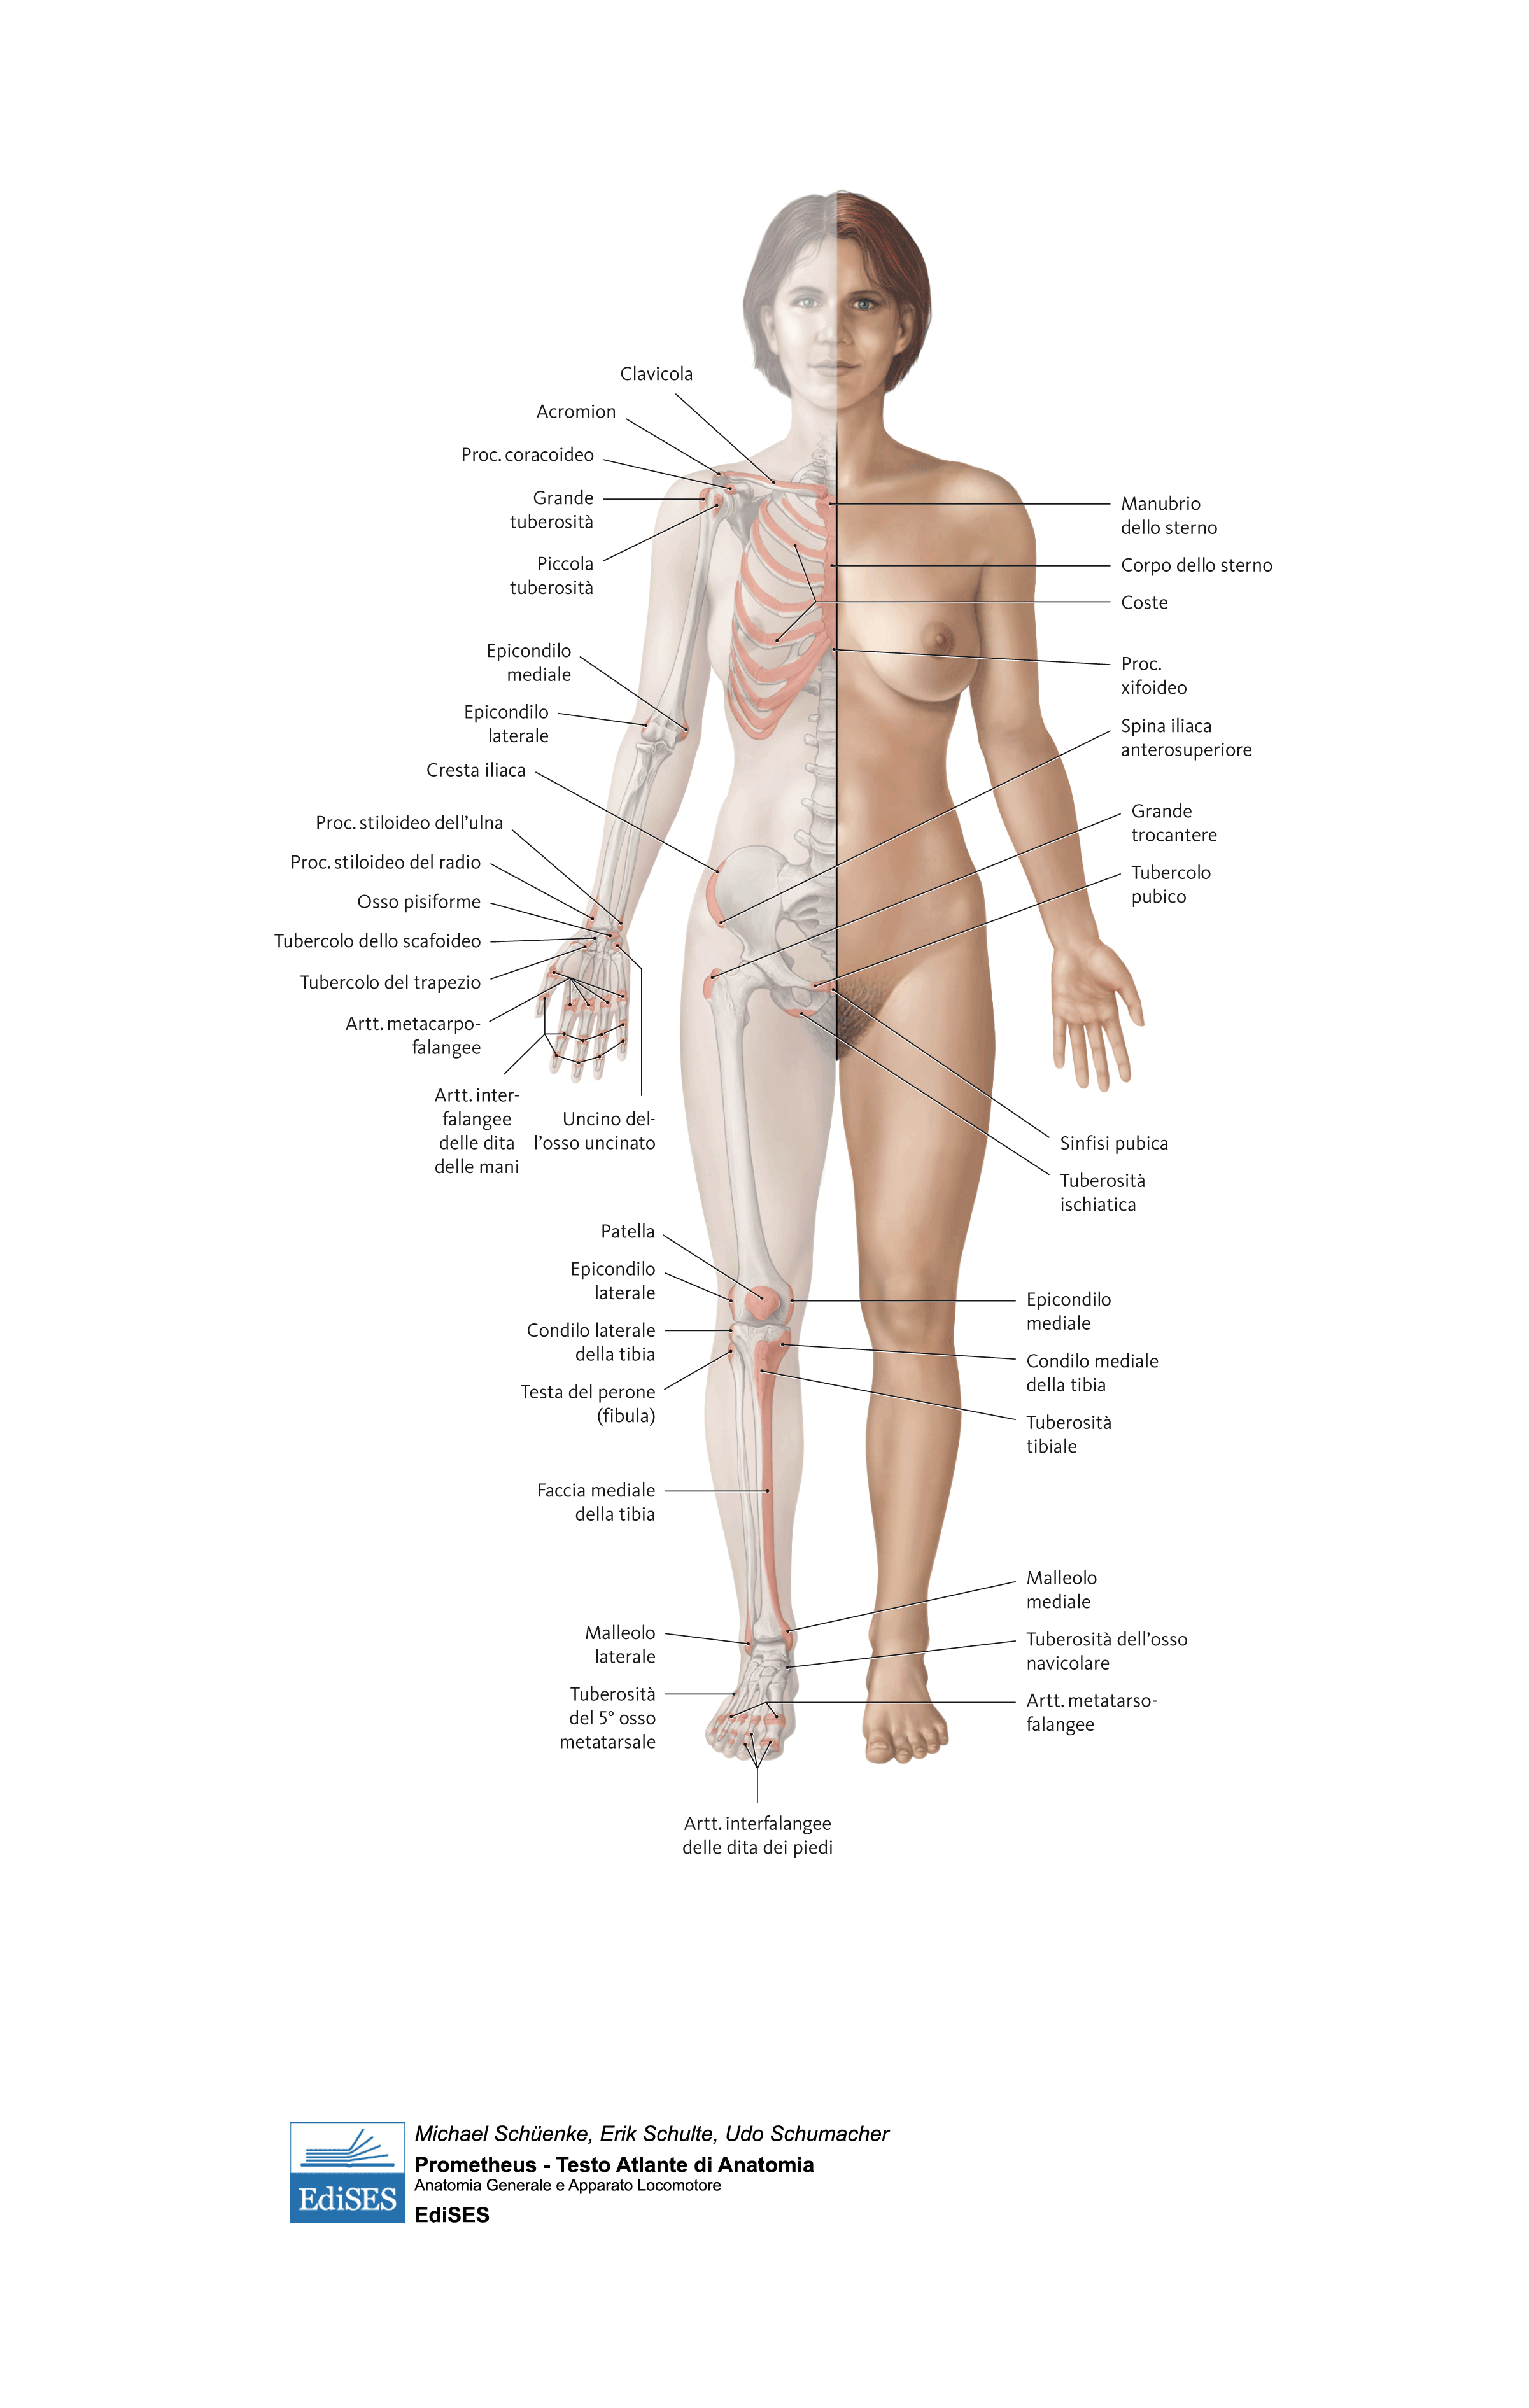 Clavicola
Acromion
Proc. coracoideo
Grande
tuberosità
Piccola
tuberosità
Epicondilo
mediale
Epicondilo
laterale
Cresta iliaca
Proc. stiloideo dell'ulna
Proc. stiloideo del radio
Osso pisiforme
Tubercolo dello scafoideo
Tubercolo del trapezio
Artt. metacarpo-
falangee
Artt. inter-
falangee
delle dita
delle mani
Uncino del-
l'osso uncinato
Patella
Epicondilo
laterale
Condilo laterale
della tibia
Testa del perone
(fibula)
Faccia mediale
della tibia
Malleolo
laterale
Tuberosità
del 5° osso
metatarsale
Artt. interfalangee
delle dita dei piedi
Manubrio
dello sterno
Corpo dello sterno
Coste
Proc.
xifoideo
Spina iliaca
anterosuperiore
Grande
trocantere
Tubercolo
pubico
Sinfisi pubica
Tuberosità
ischiatica
Epicondilo
mediale
Condilo mediale
della tibia
Tuberosità
tibiale
Malleolo
mediale
Tuberosità dell'osso
navicolare
Artt. metatarso-
falangee
EdiSES
Michael Schüenke, Erik Schulte, Udo Schumacher
Prometheus - Testo Atlante di Anatomia
Anatomia Generale e Apparato Locomotore
EdiSES